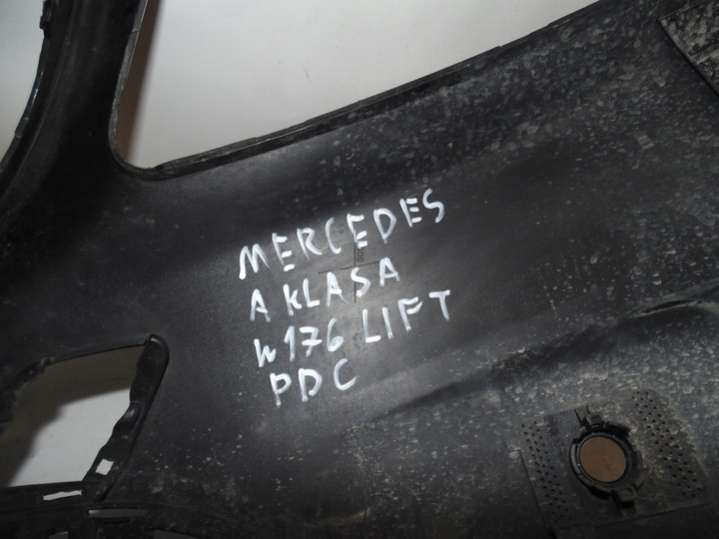 MERCEDES
A KLASA
W176 LIFT
PDC